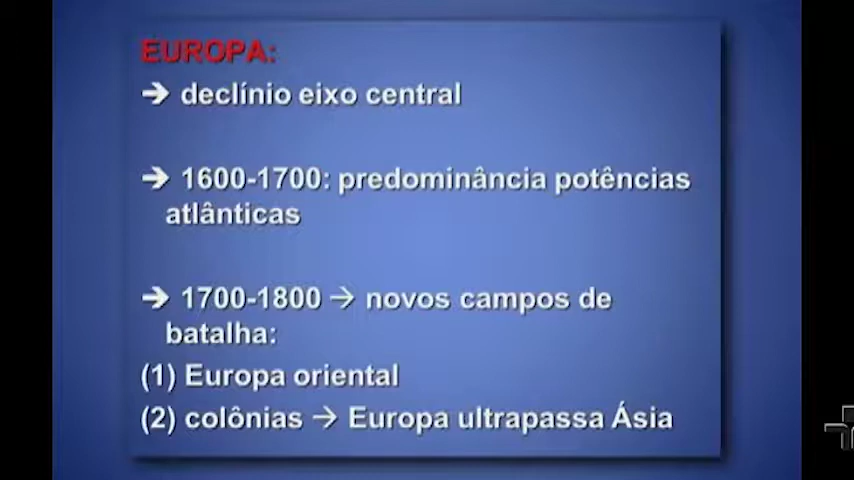 EUROPA:
➔ declínio eixo central
➔ 1600-1700: predominância potências
atlânticas
➔ 1700-1800 → novos campos de
batalha:
(1) Europa oriental
(2) colônias → Europa ultrapassa Ásia